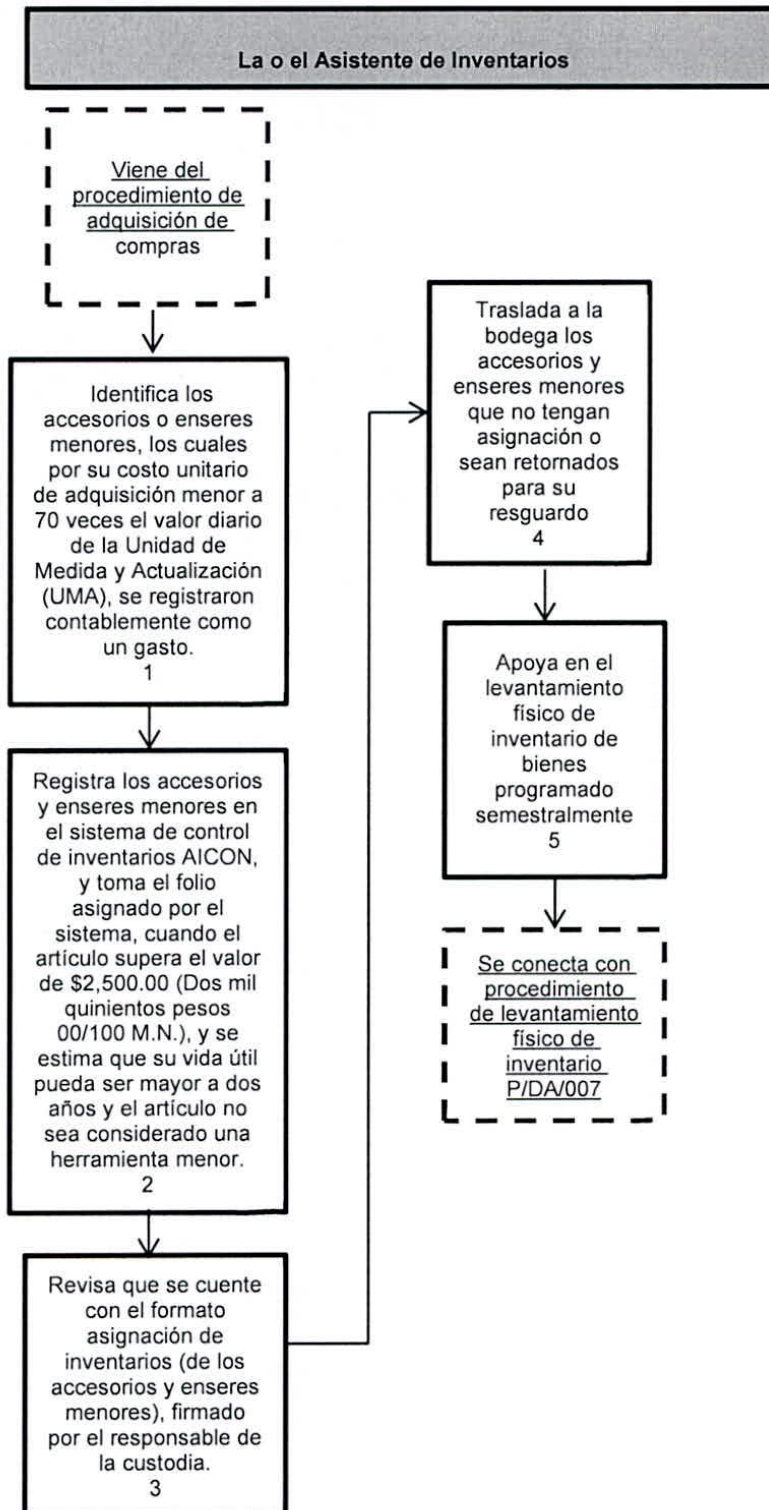 La o el Asistente de Inventarios
Viene del
procedimiento de
adquisición de
compras
Identifica los
accesorios o enseres
menores, los cuales
por su costo unitario
de adquisición menor a
70 veces el valor diario
de la Unidad de
Medida y Actualización
(UMA), se registraron
contablemente como
un gasto.
1
Registra los accesorios
y enseres menores en
el sistema de control
de inventarios AICON,
y toma el folio
asignado por el
sistema, cuando el
artículo supera el valor
de $2,500.00 (Dos mil
quinientos pesos
00/100 M.N.), y se
estima que su vida útil
pueda ser mayor a dos
años y el artículo no
sea considerado una
herramienta menor.
2
Revisa que se cuente
con el formato
asignación de
inventarios (de los
accesorios y enseres
menores), firmado
por el responsable de
la custodia.
3
Traslada a la
bodega los
accesorios y
enseres menores
que no tengan
asignación o
sean retornados
para su
resguardo
4
Apoya en el
levantamiento
físico de
inventario de
bienes
programado
semestralmente
5
Se conecta con
procedimiento
de levantamiento
físico de
inventario
P/DA/007